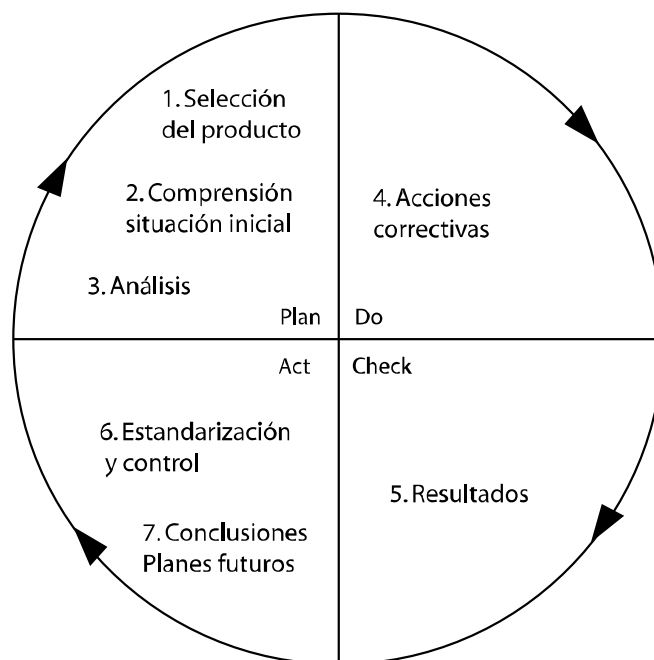 1. Selección
del producto
2. Comprensión
situación inicial
3. Análisis
Plan
4. Acciones
correctivas
Do
Act
Check
6. Estandarización
y control
7. Conclusiones
Planes futuros
5. Resultados